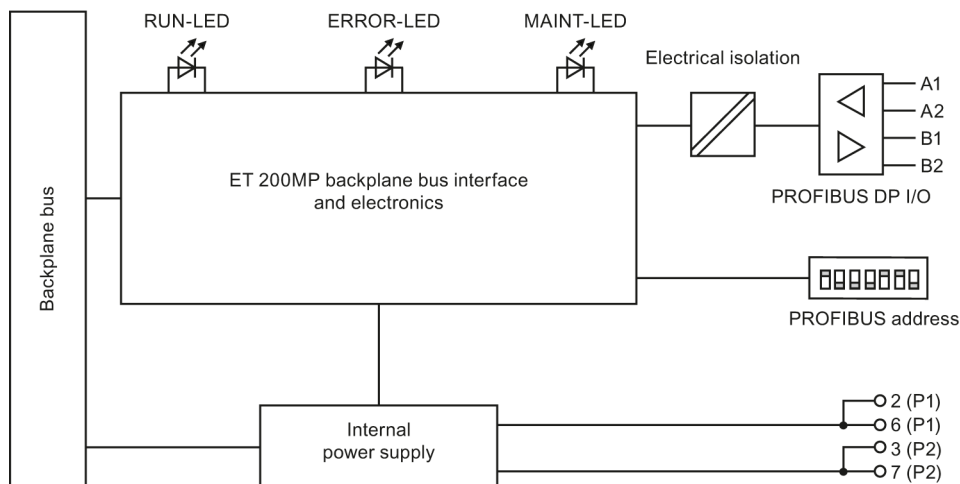 RUN-LED
ERROR-LED
MAINT-LED
Electrical isolation
A1
A2
B1
B2
PROFIBUS DP I/O
ET 200MP backplane bus interface
and electronics
Backplane bus
PROFIBUS address
Internal
power supply
2 (P1)
6 (P1)
3 (P2)
7 (P2)